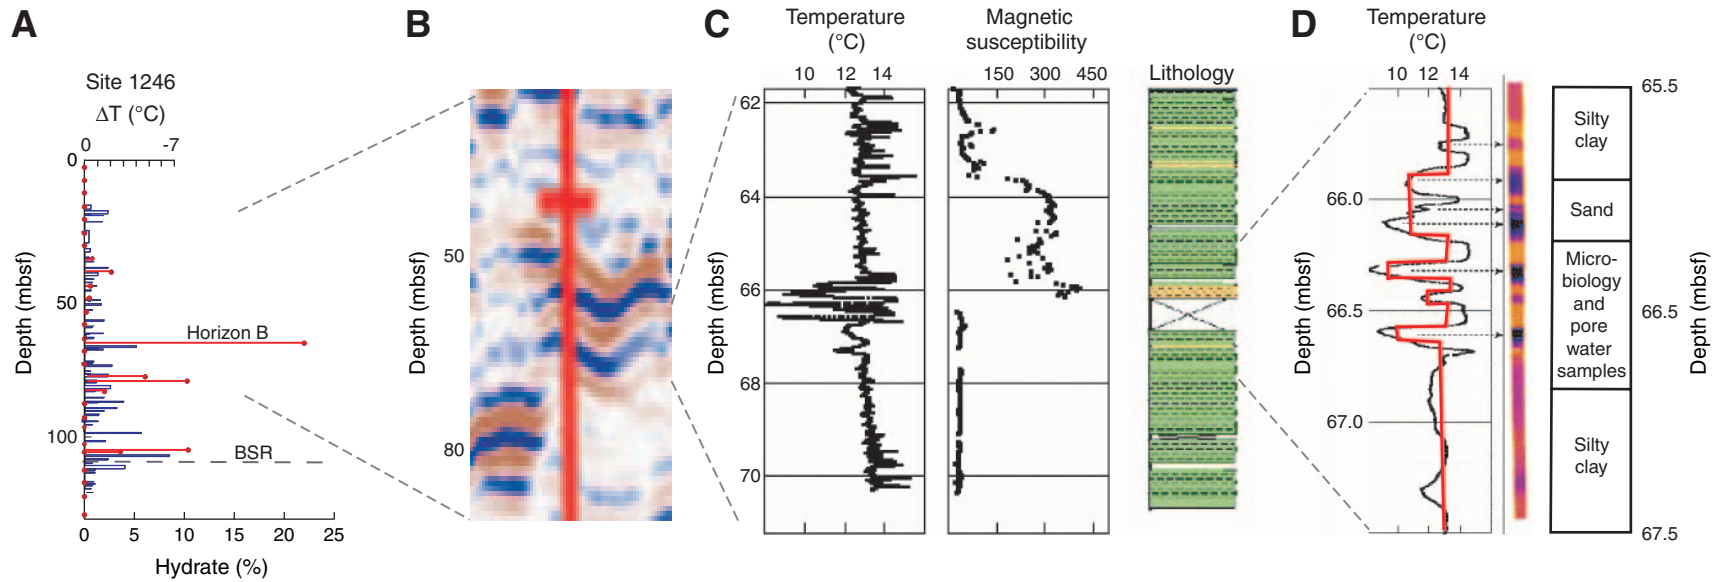 A
Site 1246
ΔT (°C)
0 -7
0
50
100
Depth (mbsf)
Horizon B
BSR
0 5 10 15 20 25
Hydrate (%)
B
50
80
Depth (mbsf)
C
Temperature
(°C)
10 12 14
Magnetic
susceptibility
150 300 450
Lithology
62
64
66
68
70
Depth (mbsf)
D
Temperature
(°C)
10 12 14
66.0
66.5
67.0
Depth (mbsf)
Silty
clay
Sand
Micro-
biology
and
pore
water
samples
Silty
clay
65.5
66.5
67.5
Depth (mbsf)